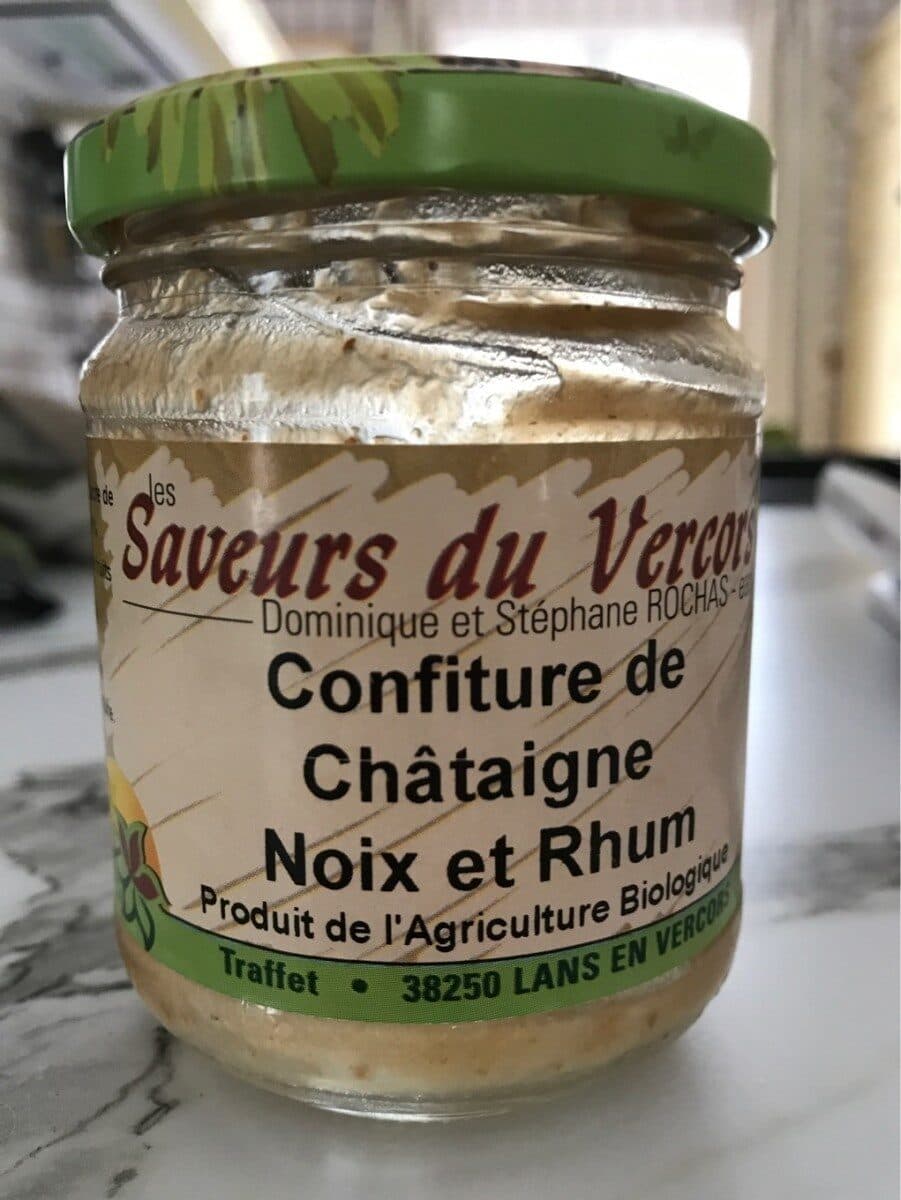 les
Saveurs du Vercors
Dominique et Stéphane ROCHAS -
Confiture de
Châtaigne
Noix et Rhum
Produit de l'Agriculture Biologique
Traffet • 38250 LANS EN VERCORS